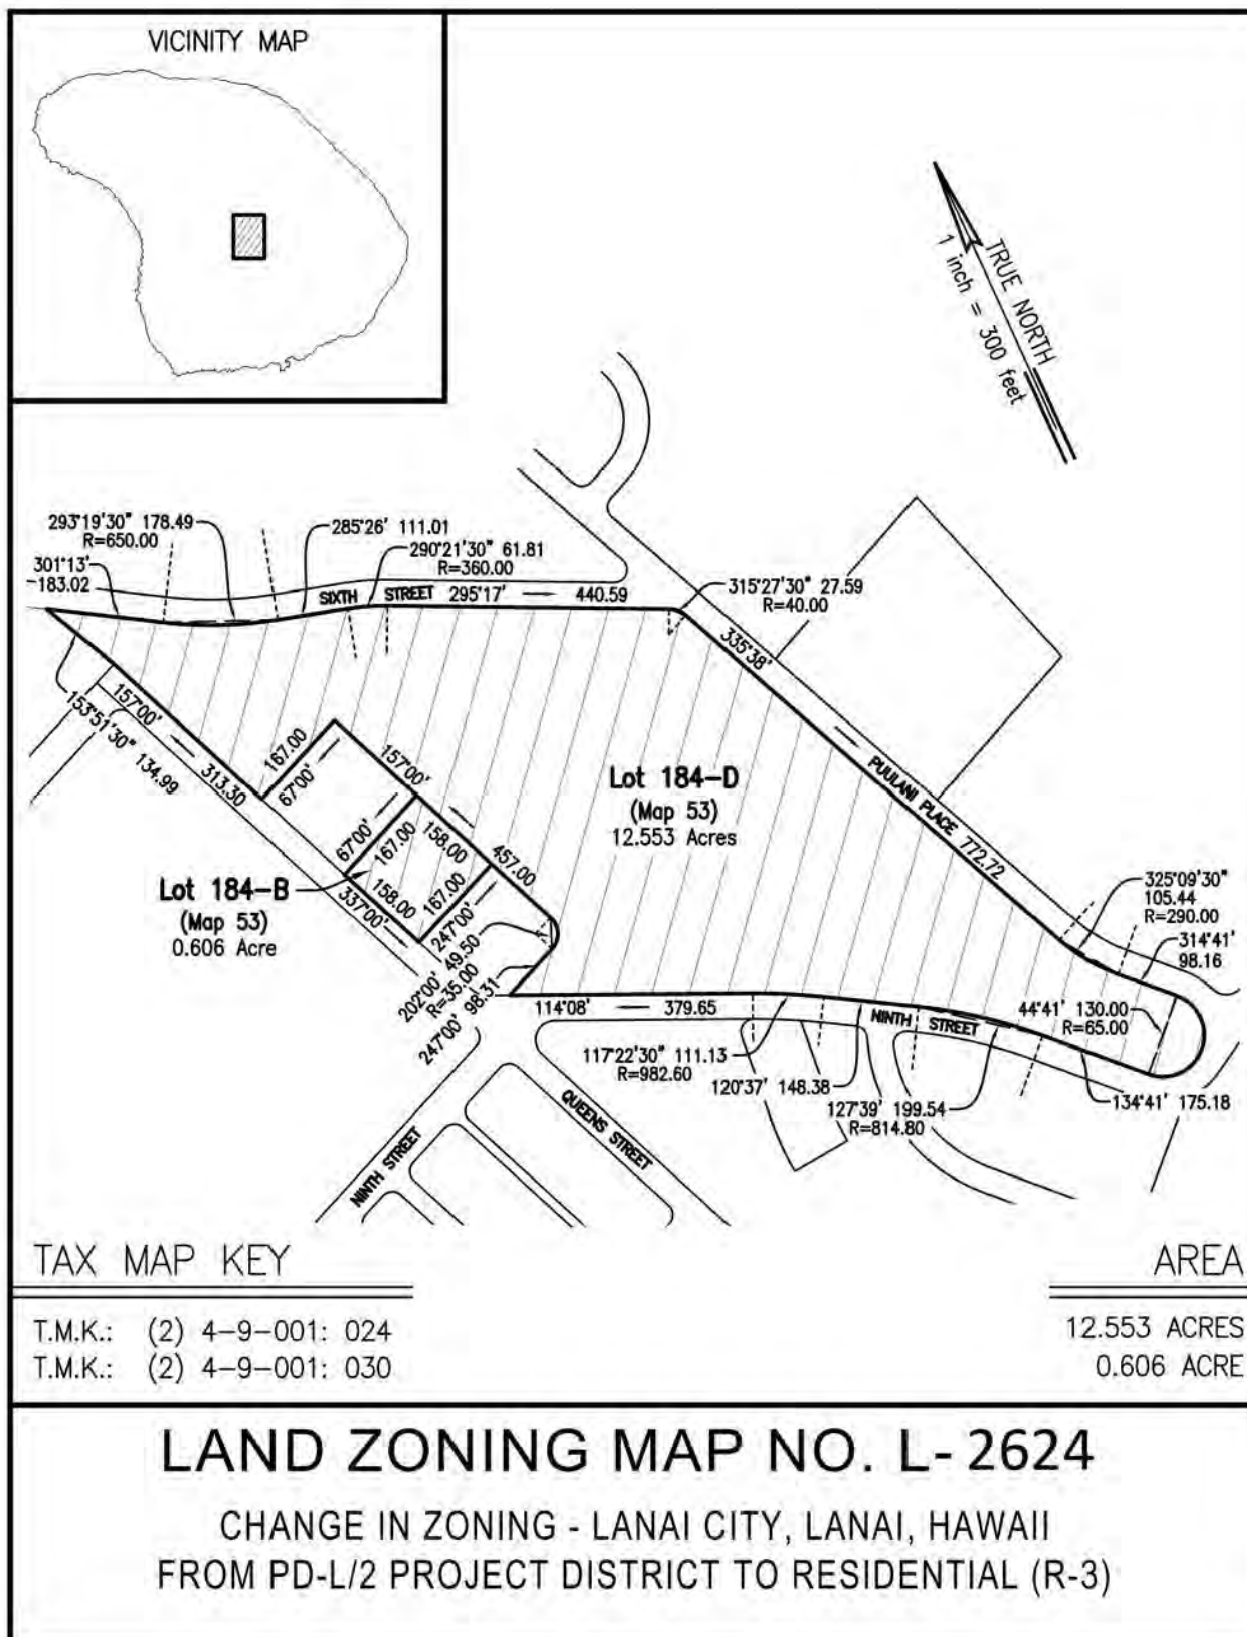 VICINITY MAP
TRUE NORTH
1 inch = 300 feet
293°19'30" 178.49
R=650.00
301°13'
183.02
285°26' 111.01
290°21'30" 61.81
R=360.00
SIXTH STREET 295°17' 440.59
315°27'30" 27.59
R=40.00
335°38'
PUULANI PLACE 772.72
157°00'
313.30
153°51'30" 134.99
167.00
67°00'
157°00'
457.00
67°00'
167.00
158.00
158.00
167.00
337°00'
247°00'
Lot 184-D
(Map 53)
12.553 Acres
Lot 184-B
(Map 53)
0.606 Acre
202°00' 49.50
R=35.00
247°00' 98.31
325°09'30"
105.44
R=290.00
314°41'
98.16
44°41' 130.00
R=65.00
114°08' 379.65
NINTH STREET
117°22'30" 111.13
R=982.60
120°37' 148.38
127°39' 199.54
R=814.80
134°41' 175.18
QUEENS STREET
NINTH STREET
TAX MAP KEY
AREA
T.M.K.: (2) 4-9-001: 024
12.553 ACRES
T.M.K.: (2) 4-9-001: 030
0.606 ACRE
LAND ZONING MAP NO. L- 2624
CHANGE IN ZONING - LANAI CITY, LANAI, HAWAII
FROM PD-L/2 PROJECT DISTRICT TO RESIDENTIAL (R-3)